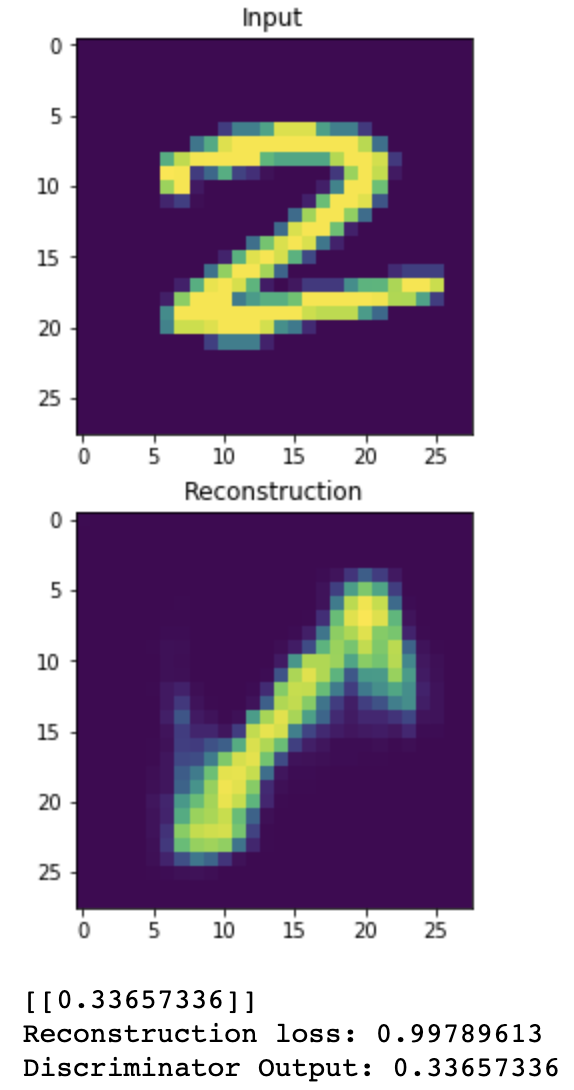 Input
0
5
10
15
20
25
0 5 10 15 20 25
Reconstruction
0
5
10
15
20
25
0 5 10 15 20 25
[[0.33657336]]
Reconstruction loss: 0.99789613
Discriminator Output: 0.33657336